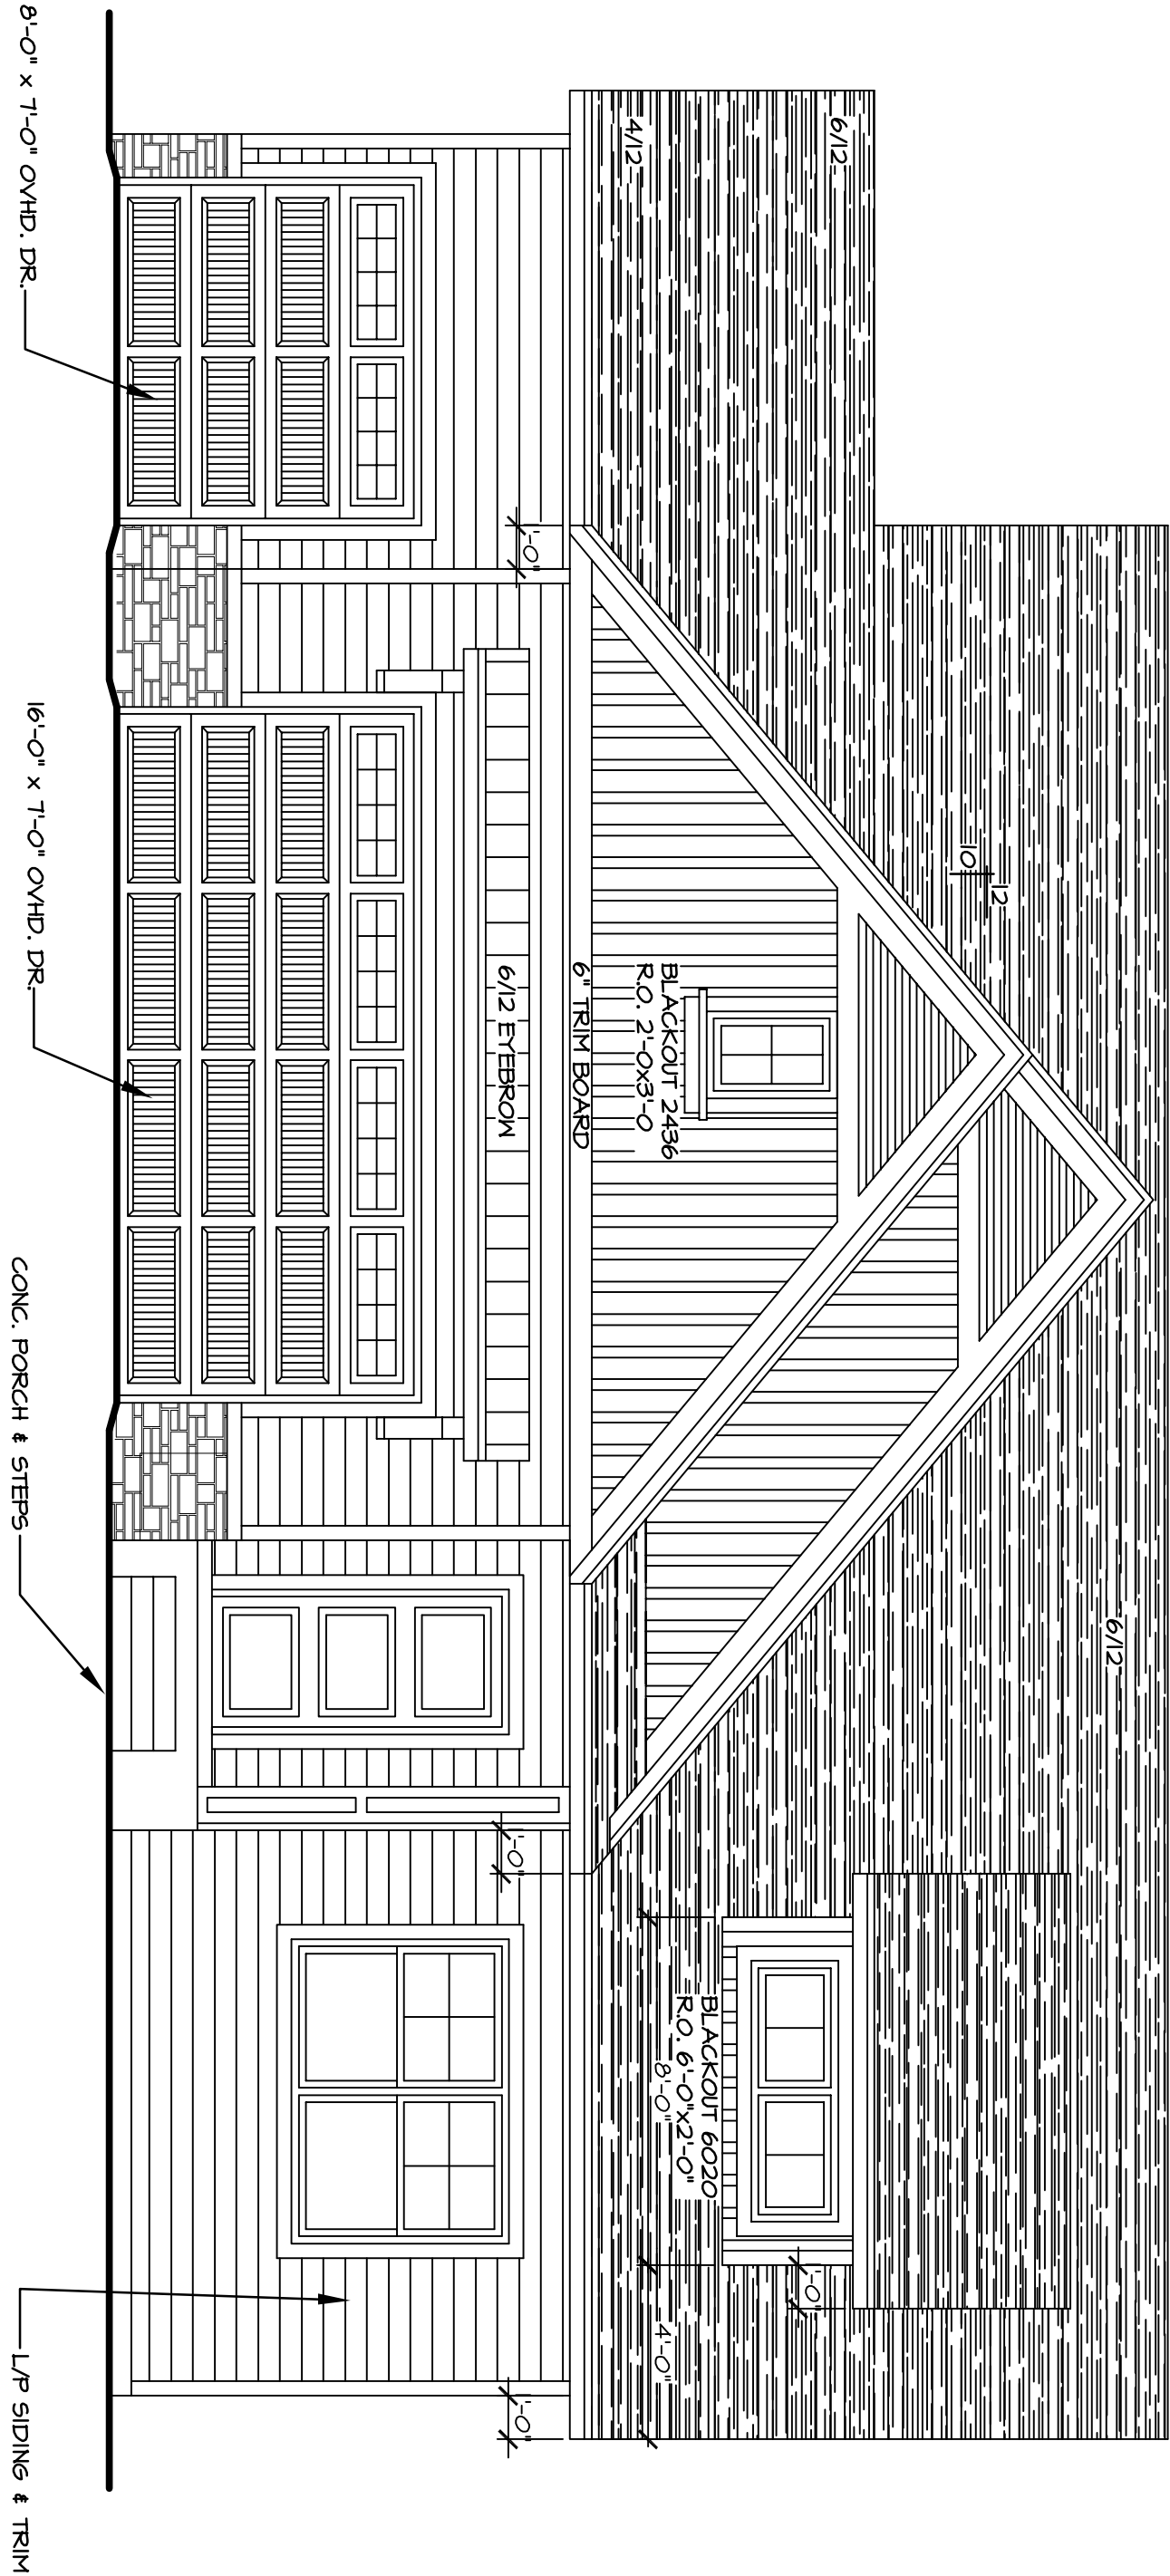 6/12
6/12
10
12
4/12
BLACKOUT 6020
R.O. 6'-0"x2'-0"
8'-0"
4'-0"
1'-0"
BLACKOUT 2436
R.O. 2'-0x3'-0
6" TRIM BOARD
6/12 EYEBROW
1'-0"
1'-0"
1'-0"
8'-0" x 7'-0" OVHD. DR.
16'-0" x 7'-0" OVHD. DR.
CONC. PORCH & STEPS
L/P SIDING & TRIM